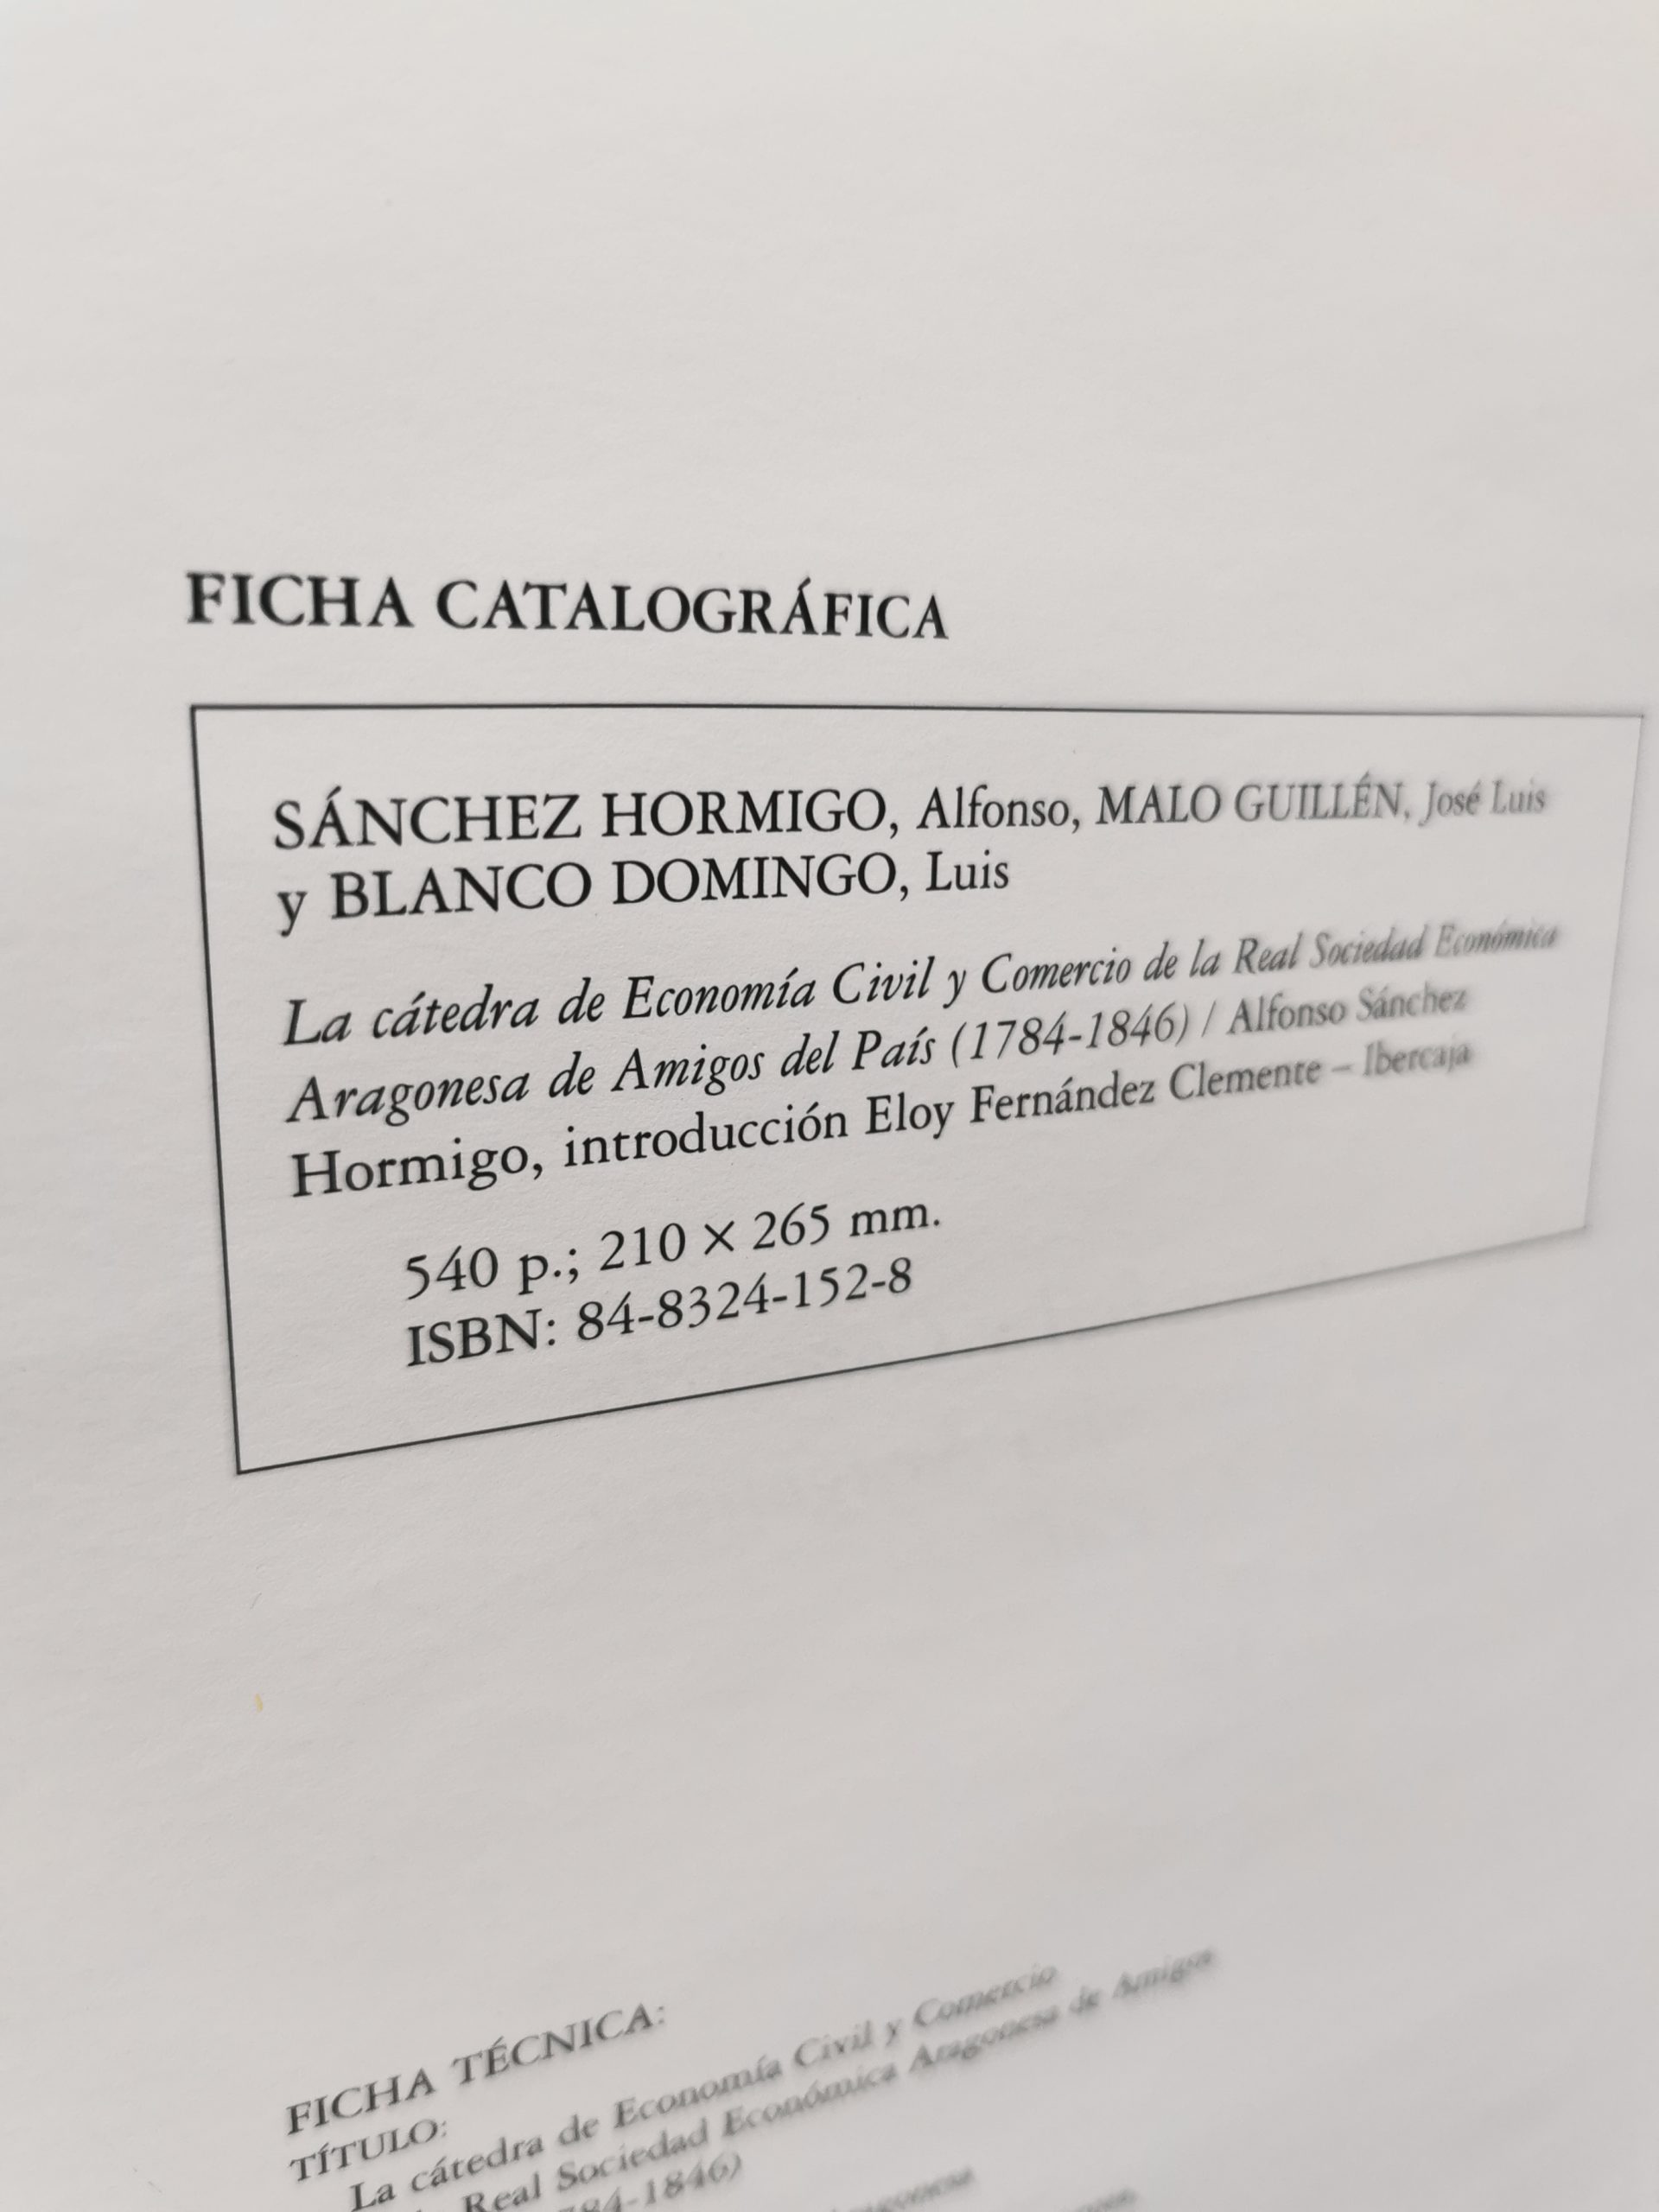 FICHA CATALOGRÁFICA
SÁNCHEZ HORMIGO, Alfonso, MALO GUILLÉN, José Luis
y BLANCO DOMINGO, Luis
La cátedra de Economía Civil y Comercio de la Real Sociedad Económica
Aragonesa de Amigos del País (1784-1846) / Alfonso Sánchez
Hormigo, introducción Eloy Fernández Clemente – Ibercaja
540 p.; 210 × 265 mm.
ISBN: 84-8324-152-8
FICHA TÉCNICA:
TÍTULO:
La cátedra de Economía Civil y Comercio
Real Sociedad Económica Aragonesa de Amigos